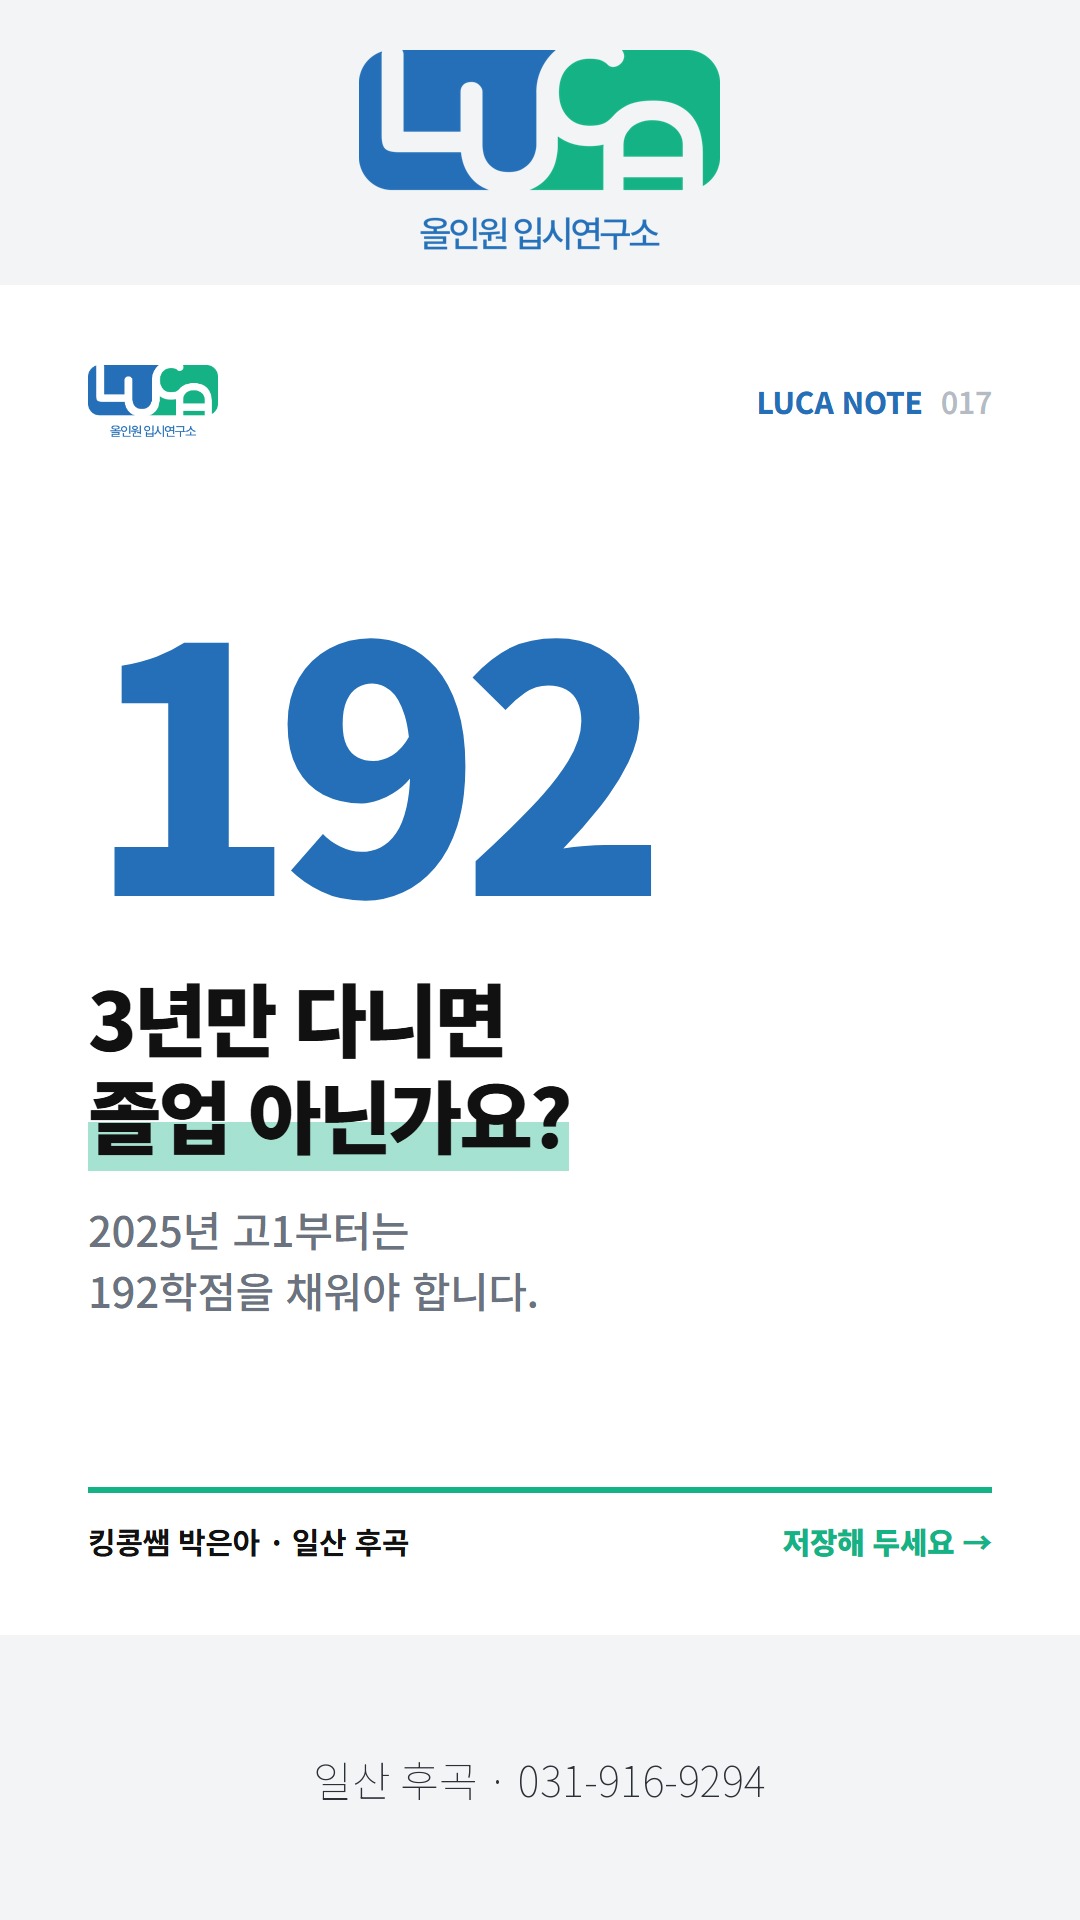 LUCA
올인원 입시연구소
LUCA
올인원 입시연구소
LUCA NOTE 017
192
3년만 다니면
졸업 아닌가요?
2025년 고1부터는
192학점을 채워야 합니다.
킹콩쌤 박은아 · 일산 후곡
저장해 두세요 →
일산 후곡 · 031-916-9294